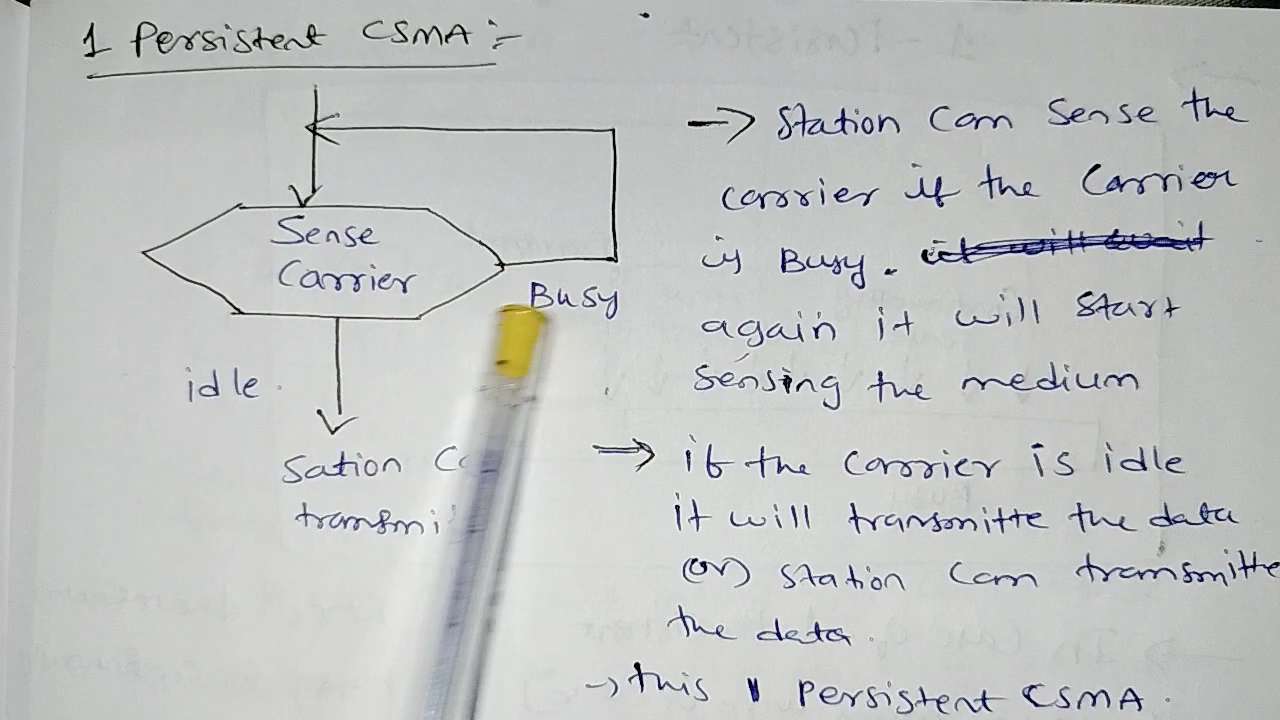 1 Persistent CSMA :-
Sense
Carrier
Busy
idle
Sation
-> Station Can Sense the
carrier if the Carrier
is Busy.
again it will Start
Sensing the medium
=> if the carrier is idle
it will transmitte the data
(or) Station Can transmitte
the data.
-> this 1 Persistent CSMA.